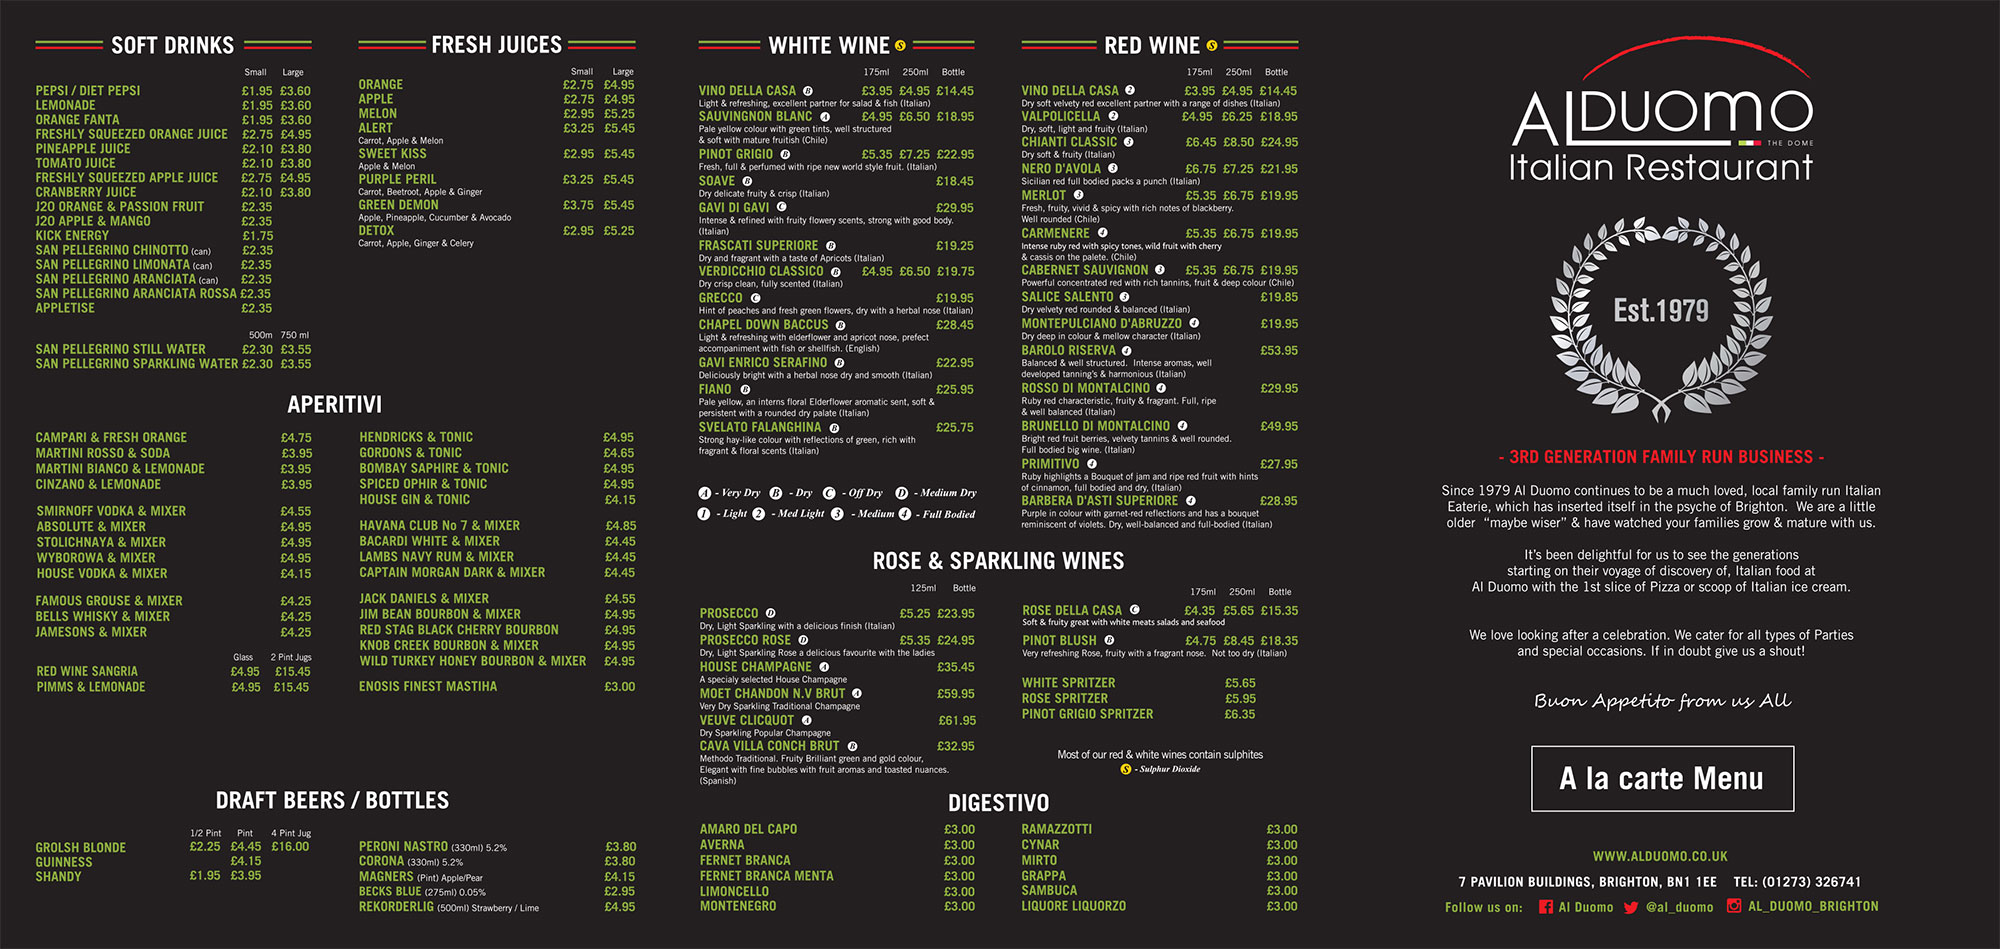 SOFT DRINKS
Small Large
PEPSI / DIET PEPSI £1.95 £3.60
LEMONADE £1.95 £3.60
ORANGE FANTA £1.95 £3.60
FRESHLY SQUEEZED ORANGE JUICE £2.75 £4.95
PINEAPPLE JUICE £2.10 £3.80
TOMATO JUICE £2.10 £3.80
FRESHLY SQUEEZED APPLE JUICE £2.75 £4.95
CRANBERRY JUICE £2.10 £3.80
J2O ORANGE & PASSION FRUIT £2.35
J2O APPLE & MANGO £2.35
KICK ENERGY £1.75
SAN PELLEGRINO CHINOTTO (can) £2.35
SAN PELLEGRINO LIMONATA (can) £2.35
SAN PELLEGRINO ARANCIATA (can) £2.35
SAN PELLEGRINO ARANCIATA ROSSA £2.35
APPLETISE £2.35
500m 750 ml
SAN PELLEGRINO STILL WATER £2.30 £3.55
SAN PELLEGRINO SPARKLING WATER £2.30 £3.55
FRESH JUICES
Small Large
ORANGE £2.75 £4.95
APPLE £2.75 £4.95
MELON £2.95 £5.25
ALERT £3.25 £5.45
Carrot, Apple & Melon
SWEET KISS £2.95 £5.45
Apple & Melon
PURPLE PERIL £3.25 £5.45
Carrot, Beetroot, Apple & Ginger
GREEN DEMON £3.75 £5.45
Apple, Pineapple, Cucumber & Avocado
DETOX £2.95 £5.25
Carrot, Apple, Ginger & Celery
APERITIVI
CAMPARI & FRESH ORANGE £4.75
MARTINI ROSSO & SODA £3.95
MARTINI BIANCO & LEMONADE £3.95
CINZANO & LEMONADE £3.95
SMIRNOFF VODKA & MIXER £4.55
ABSOLUTE & MIXER £4.95
STOLICHNAYA & MIXER £4.95
WYBOROWA & MIXER £4.95
HOUSE VODKA & MIXER £4.15
FAMOUS GROUSE & MIXER £4.25
BELLS WHISKY & MIXER £4.25
JAMESONS & MIXER £4.25
Glass 2 Pint Jugs
RED WINE SANGRIA £4.95 £15.45
PIMMS & LEMONADE £4.95 £15.45
HENDRICKS & TONIC £4.95
GORDONS & TONIC £4.65
BOMBAY SAPHIRE & TONIC £4.95
SPICED OPHIR & TONIC £4.95
HOUSE GIN & TONIC £4.15
HAVANA CLUB No 7 & MIXER £4.85
BACARDI WHITE & MIXER £4.45
LAMBS NAVY RUM & MIXER £4.45
CAPTAIN MORGAN DARK & MIXER £4.45
JACK DANIELS & MIXER £4.55
JIM BEAN BOURBON & MIXER £4.95
RED STAG BLACK CHERRY BOURBON £4.95
KNOB CREEK BOURBON & MIXER £4.95
WILD TURKEY HONEY BOURBON & MIXER £4.95
ENOSIS FINEST MASTIHA £3.00
DRAFT BEERS / BOTTLES
1/2 Pint Pint 4 Pint Jug
GROLSH BLONDE £2.25 £4.45 £16.00
GUINNESS £4.15
SHANDY £1.95 £3.95
PERONI NASTRO (330ml) 5.2% £3.80
CORONA (330ml) 5.2% £3.80
MAGNERS (Pint) Apple/Pear £4.15
BECKS BLUE (275ml) 0.05% £2.95
REKORDERLIG (500ml) Strawberry / Lime £4.95
WHITE WINE S
175ml 250ml Bottle
VINO DELLA CASA B £3.95 £4.95 £14.45
Light & refreshing, excellent partner for salad & fish (Italian)
SAUVINGNON BLANC A £4.95 £6.50 £18.95
Pale yellow colour with green tints, well structured
& soft with mature fruitish (Chile)
PINOT GRIGIO B £5.35 £7.25 £22.95
Fresh, full & perfumed with ripe new world style fruit. (Italian)
SOAVE B £18.45
Dry delicate fruity & crisp (Italian)
GAVI DI GAVI C £29.95
Intense & refined with fruity flowery scents, strong with good body.
(Italian)
FRASCATI SUPERIORE B £19.25
Dry and fragrant with a taste of Apricots (Italian)
VERDICCHIO CLASSICO B £4.95 £6.50 £19.75
Dry crisp clean, fully scented (Italian)
GRECCO C £19.95
Hint of peaches and fresh green flowers, dry with a herbal nose (Italian)
CHAPEL DOWN BACCUS B £28.45
Light & refreshing with elderflower and apricot nose, prefect
accompaniment with fish or shellfish. (English)
GAVI ENRICO SERAFINO B £22.95
Deliciously bright with a herbal nose dry and smooth (Italian)
FIANO B £25.95
Pale yellow, an interns floral Elderflower aromatic sent, soft &
persistent with a rounded dry palate (Italian)
SVELATO FALANGHINA B £25.75
Strong hay-like colour with reflections of green, rich with
fragrant & floral scents (Italian)
A - Very Dry B - Dry C - Off Dry D - Medium Dry
1 - Light 2 - Med Light 3 - Medium 4 - Full Bodied
RED WINE S
175ml 250ml Bottle
VINO DELLA CASA 2 £3.95 £4.95 £14.45
Dry soft velvety red excellent partner with a range of dishes (Italian)
VALPOLICELLA 2 £4.95 £6.25 £18.95
Dry, soft, light and fruity (Italian)
CHIANTI CLASSIC 3 £6.45 £8.50 £24.95
Dry soft & fruity (Italian)
NERO D'AVOLA 3 £6.75 £7.25 £21.95
Sicilian red full bodied packs a punch (Italian)
MERLOT 3 £5.35 £6.75 £19.95
Fresh, fruity, vivid & spicy with rich notes of blackberry.
Well rounded (Chile)
CARMENERE 4 £5.35 £6.75 £19.95
Intense ruby red with spicy tones, wild fruit with cherry
& cassis on the palete. (Chile)
CABERNET SAUVIGNON 3 £5.35 £6.75 £19.95
Powerful concentrated red with rich tannins, fruit & deep colour (Chile)
SALICE SALENTO 3 £19.85
Dry velvety red rounded & balanced (Italian)
MONTEPULCIANO D'ABRUZZO 4 £19.95
Dry deep in colour & mellow character (Italian)
BAROLO RISERVA 4 £53.95
Balanced & well structured. Intense aromas, well
developed tanning's & harmonious (Italian)
ROSSO DI MONTALCINO 4 £29.95
Ruby red characteristic, fruity & fragrant. Full, ripe
& well balanced (Italian)
BRUNELLO DI MONTALCINO 4 £49.95
Bright red fruit berries, velvety tannins & well rounded.
Full bodied big wine. (Italian)
PRIMITIVO 4 £27.95
Ruby highlights a Bouquet of jam and ripe red fruit with hints
of cinnamon, full bodied and dry, (Italian)
BARBERA D'ASTI SUPERIORE 4 £28.95
Purple in colour with garnet-red reflections and has a bouquet
reminiscent of violets. Dry, well-balanced and full-bodied (Italian)
ROSE & SPARKLING WINES
125ml Bottle
PROSECCO D £5.25 £23.95
Dry, Light Sparkling with a delicious finish (Italian)
PROSECCO ROSE D £5.35 £24.95
Dry, Light Sparkling Rose a delicious favourite with the ladies
HOUSE CHAMPAGNE A £35.45
A specialy selected House Champagne
MOET CHANDON N.V BRUT A £59.95
Very Dry Sparkling Traditional Champagne
VEUVE CLICQUOT A £61.95
Dry Sparkling Popular Champagne
CAVA VILLA CONCH BRUT B £32.95
Methodo Traditional. Fruity Brilliant green and gold colour,
Elegant with fine bubbles with fruit aromas and toasted nuances.
(Spanish)
175ml 250ml Bottle
ROSE DELLA CASA C £4.35 £5.65 £15.35
Soft & fruity great with white meats salads and seafood
PINOT BLUSH B £4.75 £8.45 £18.35
Very refreshing Rose, fruity with a fragrant nose. Not too dry (Italian)
WHITE SPRITZER £5.65
ROSE SPRITZER £5.95
PINOT GRIGIO SPRITZER £6.35
Most of our red & white wines contain sulphites
S - Sulphur Dioxide
DIGESTIVO
AMARO DEL CAPO £3.00
AVERNA £3.00
FERNET BRANCA £3.00
FERNET BRANCA MENTA £3.00
LIMONCELLO £3.00
MONTENEGRO £3.00
RAMAZZOTTI £3.00
CYNAR £3.00
MIRTO £3.00
GRAPPA £3.00
SAMBUCA £3.00
LIQUORE LIQUORZO £3.00
ALDUOMO
THE DOME
Italian Restaurant
Est.1979
- 3RD GENERATION FAMILY RUN BUSINESS -
Since 1979 Al Duomo continues to be a much loved, local family run Italian
Eaterie, which has inserted itself in the psyche of Brighton. We are a little
older "maybe wiser" & have watched your families grow & mature with us.
It's been delightful for us to see the generations
starting on their voyage of discovery of, Italian food at
Al Duomo with the 1st slice of Pizza or scoop of Italian ice cream.
We love looking after a celebration. We cater for all types of Parties
and special occasions. If in doubt give us a shout!
Buon Appetito from us All
A la carte Menu
WWW.ALDUOMO.CO.UK
7 PAVILION BUILDINGS, BRIGHTON, BN1 1EE TEL: (01273) 326741
Follow us on: Al Duomo @al_duomo AL_DUOMO_BRIGHTON